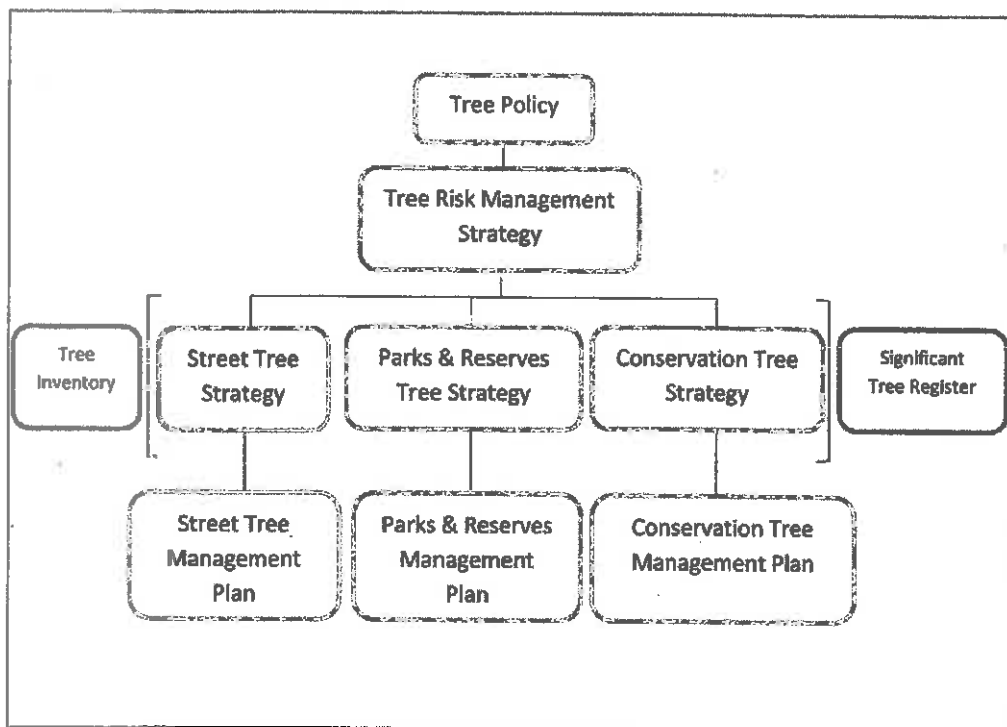 Tree Policy
Tree Risk Management
Strategy
Tree
Inventory
Street Tree
Strategy
Parks & Reserves
Tree Strategy
Conservation Tree
Strategy
Significant
Tree Register
Street Tree
Management
Plan
Parks & Reserves
Management
Plan
Conservation Tree
Management Plan